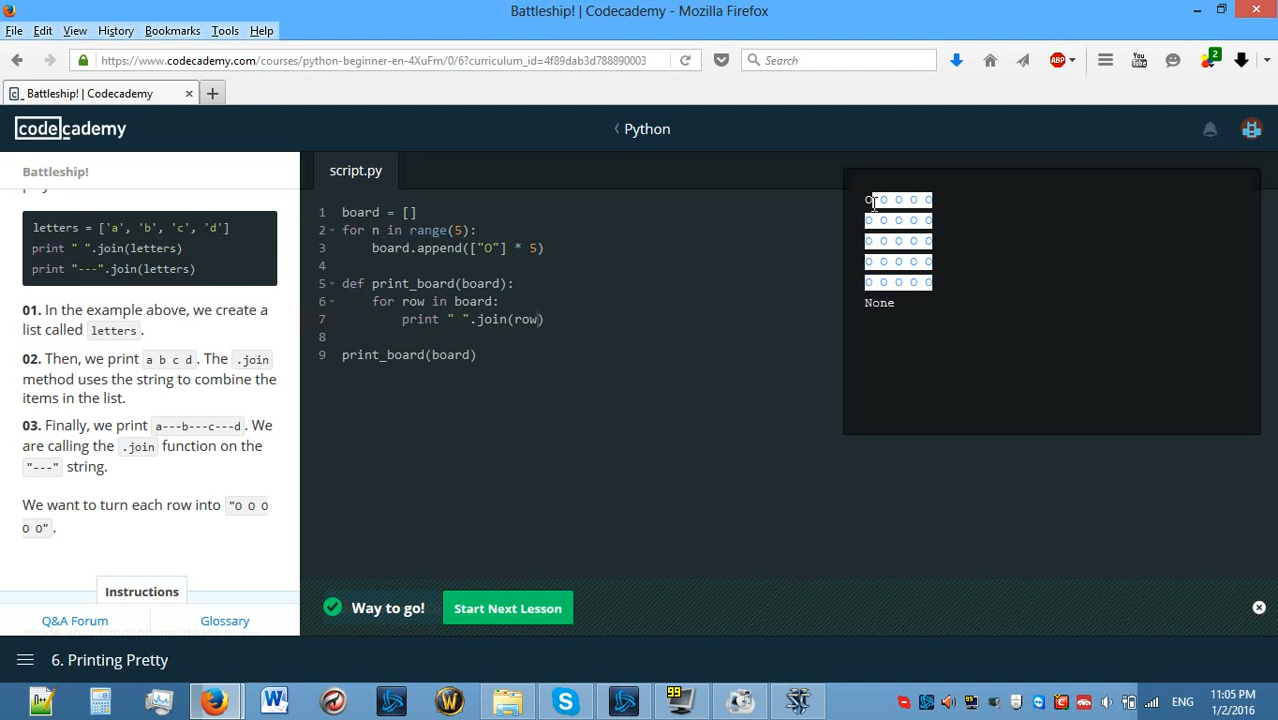 Battleship! | Codecademy - Mozilla Firefox
File Edit View History Bookmarks Tools Help
https://www.codecademy.com/courses/python-beginner-en-4XuFm/0/6?curriculum_id=4f89dab3d788890003
Search
ABP
You Tube
2
Battleship! | Codecademy
codecademy
Python
Battleship!
script.py
letters = ['a', 'b', 'c', 'd']
print " ".join(letters)
print "---".join(letters)
01. In the example above, we create a
list called letters.
02. Then, we print a b c d. The .join
method uses the string to combine the
items in the list.
03. Finally, we print a---b---c---d. We
are calling the .join function on the
"---" string.
We want to turn each row into "O O O
O O".
Instructions
Q&A Forum
Glossary
1 board = []
2 for n in range(5):
3 board.append(["O"] * 5)
4
5 def print_board(board):
6 for row in board:
7 print " ".join(row)
8
9 print_board(board)
O O O O O
O O O O O
O O O O O
O O O O O
O O O O O
None
Way to go!
Start Next Lesson
6. Printing Pretty
99
ENG
11:05 PM
1/2/2016